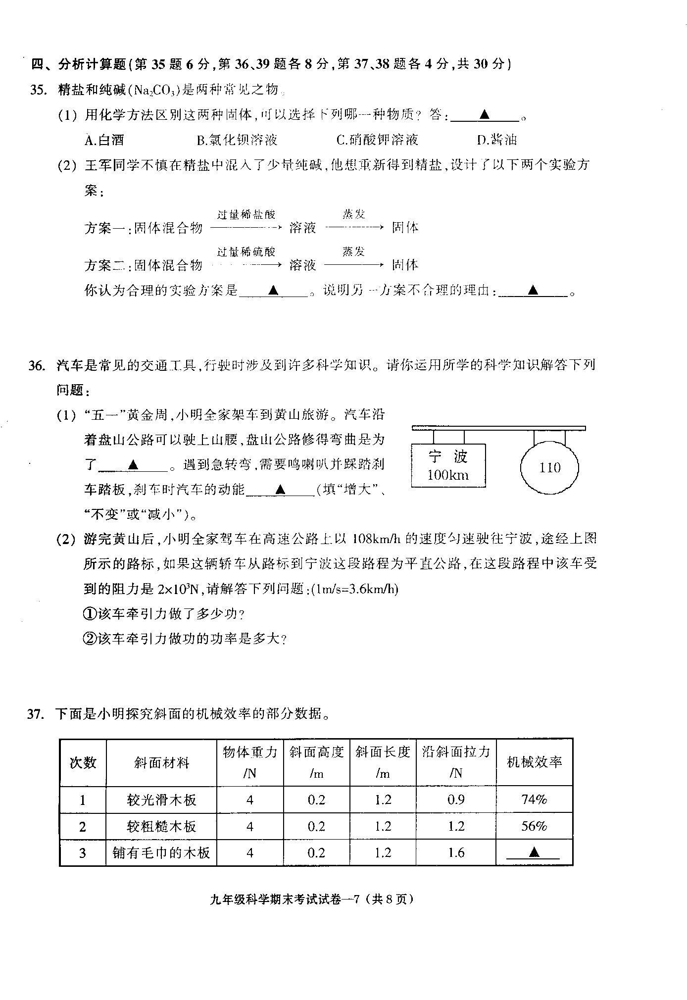 四、分析计算题(第35题6分,第36、39题各8分,第37、38题各4分,共30分)
35. 精盐和纯碱(Na₂CO₃)是两种常见之物。
(1) 用化学方法区别这两种固体,可以选择下列哪一种物质? 答:▲。
A.白酒 B.氯化钡溶液 C.硝酸钾溶液 D.酱油
(2) 王军同学不慎在精盐中混入了少量纯碱,他想重新得到精盐,设计了以下两个实验方
案:
过量稀盐酸 蒸发
方案一:固体混合物 → 溶液 → 固体
过量稀硫酸 蒸发
方案二:固体混合物 → 溶液 → 固体
你认为合理的实验方案是▲。说明另一方案不合理的理由:▲。
36. 汽车是常见的交通工具,行驶时涉及到许多科学知识。请你运用所学的科学知识解答下列
问题:
(1) “五一”黄金周,小明全家架车到黄山旅游。汽车沿
着盘山公路可以驶上山腰,盘山公路修得弯曲是为
了▲。遇到急转弯,需要鸣喇叭并踩踏刹
车踏板,刹车时汽车的动能▲(填“增大”、
“不变”或“减小”)。
宁 波
100km
110
(2) 游完黄山后,小明全家驾车在高速公路上以 108km/h 的速度匀速驶往宁波,途经上图
所示的路标,如果这辆轿车从路标到宁波这段路程为平直公路,在这段路程中该车受
到的阻力是 2×10³N,请解答下列问题:(1m/s=3.6km/h)
①该车牵引力做了多少功?
②该车牵引力做功的功率是多大?
37. 下面是小明探究斜面的机械效率的部分数据。
次数 斜面材料 物体重力/N 斜面高度/m 斜面长度/m 沿斜面拉力/N 机械效率
1 较光滑木板 4 0.2 1.2 0.9 74%
2 较粗糙木板 4 0.2 1.2 1.2 56%
3 铺有毛巾的木板 4 0.2 1.2 1.6 ▲
九年级科学期末考试试卷—7(共8页)